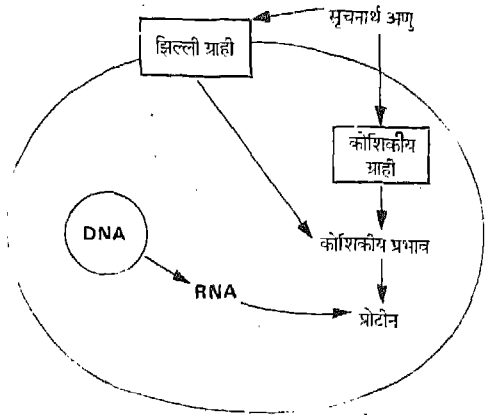 सूचनार्थ अणु
झिल्ली ग्राही
कोशिकीय
ग्राही
DNA
कोशिकीय प्रभाव
RNA
प्रोटीन